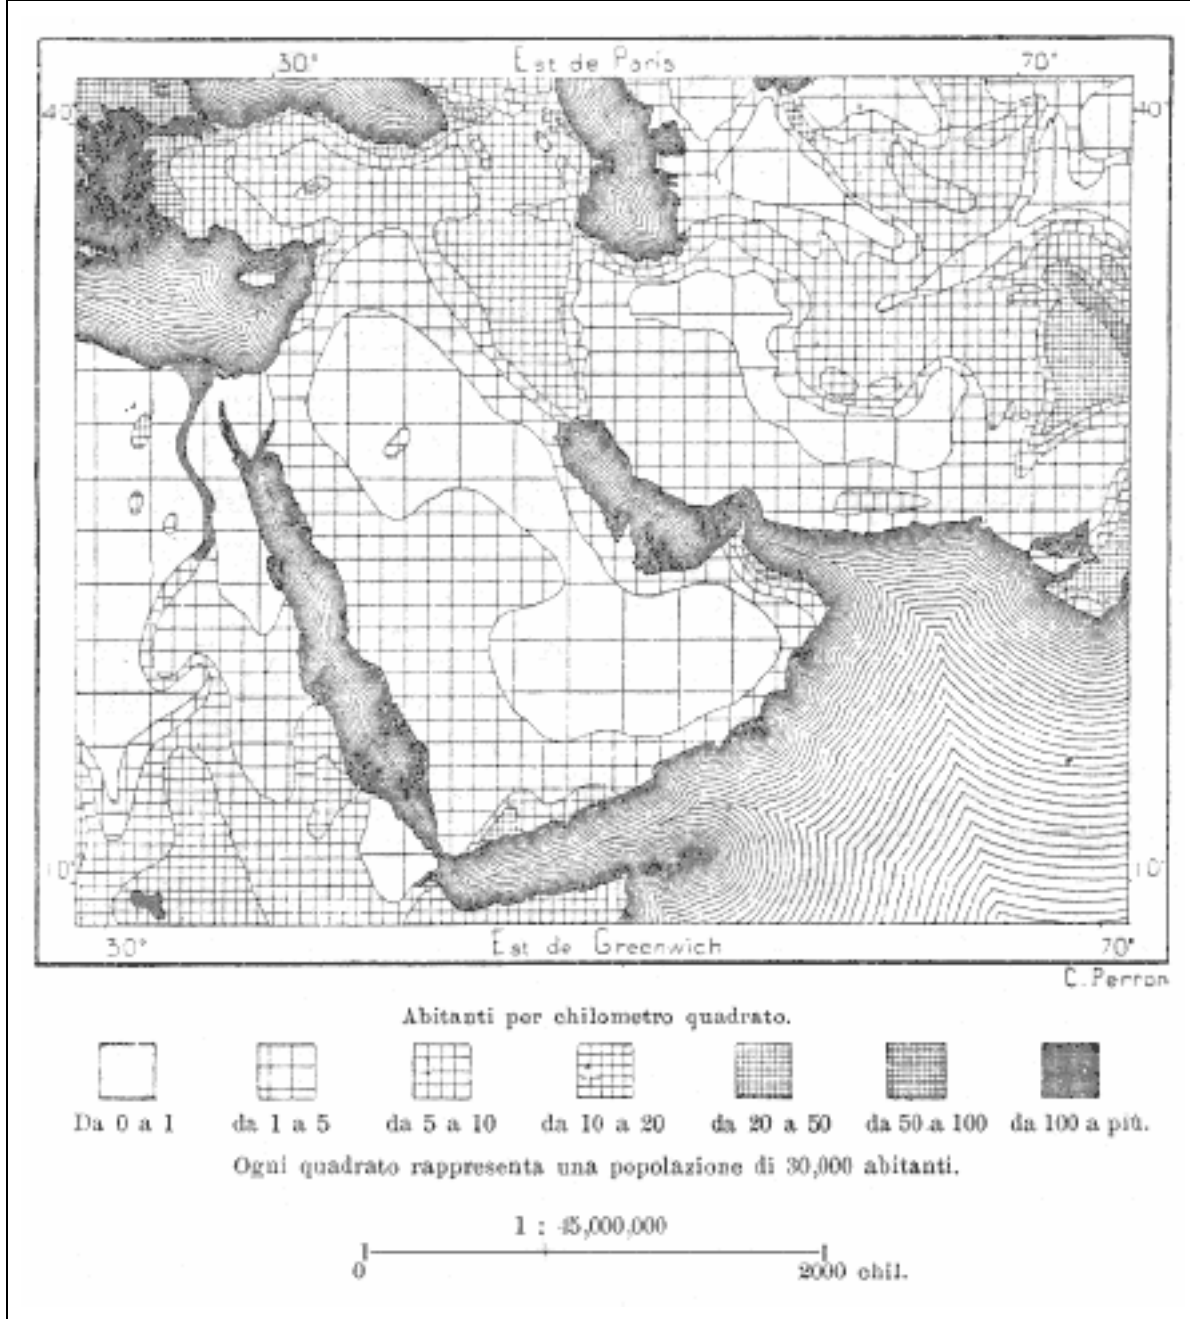 30° Est de Paris 70°
40° 40°
10° 10°
30° Est de Greenwich 70°
C. Perron
Abitanti per chilometro quadrato.
Da 0 a 1 da 1 a 5 da 5 a 10 da 10 a 20 da 20 a 50 da 50 a 100 da 100 a più.
Ogni quadrato rappresenta una popolazione di 30,000 abitanti.
1 : 45,000,000
0 2000 chil.